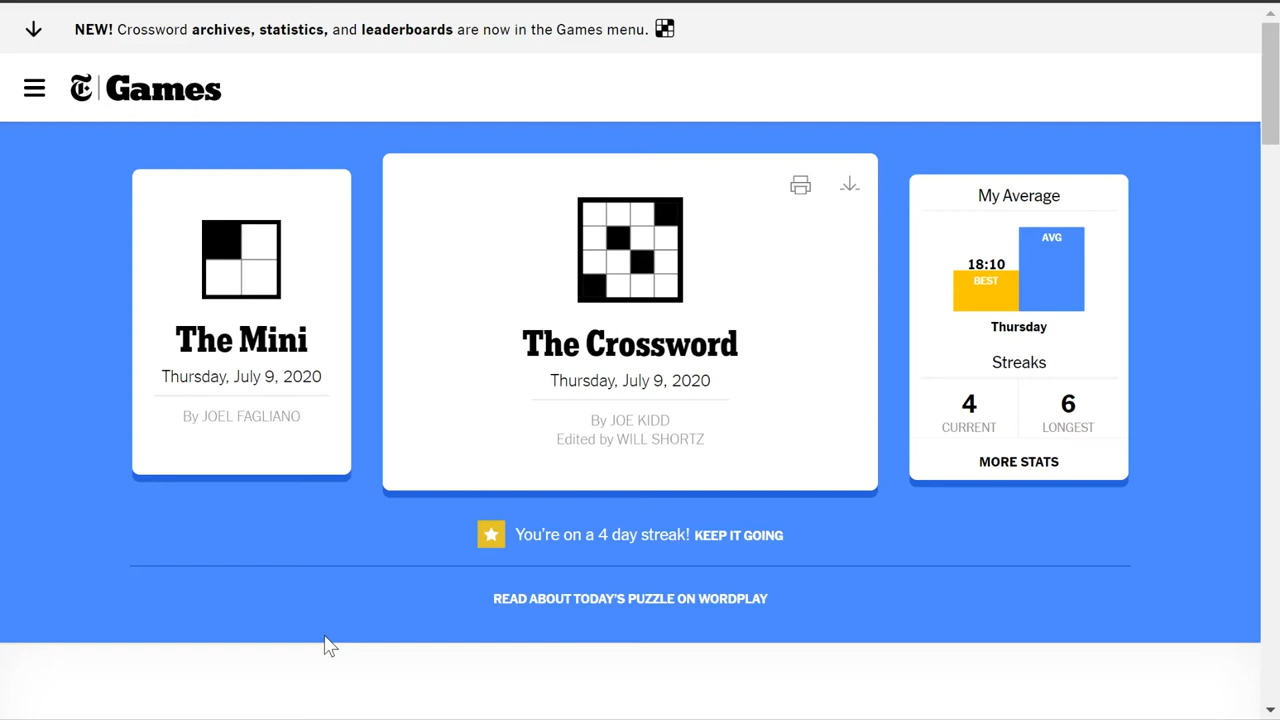 NEW! Crossword archives, statistics, and leaderboards are now in the Games menu.
T Games
The Mini
Thursday, July 9, 2020
By JOEL FAGLIANO
The Crossword
Thursday, July 9, 2020
By JOE KIDD
Edited by WILL SHORTZ
My Average
AVG
18:10
BEST
Thursday
Streaks
4 6
CURRENT LONGEST
MORE STATS
You're on a 4 day streak! KEEP IT GOING
READ ABOUT TODAY'S PUZZLE ON WORDPLAY